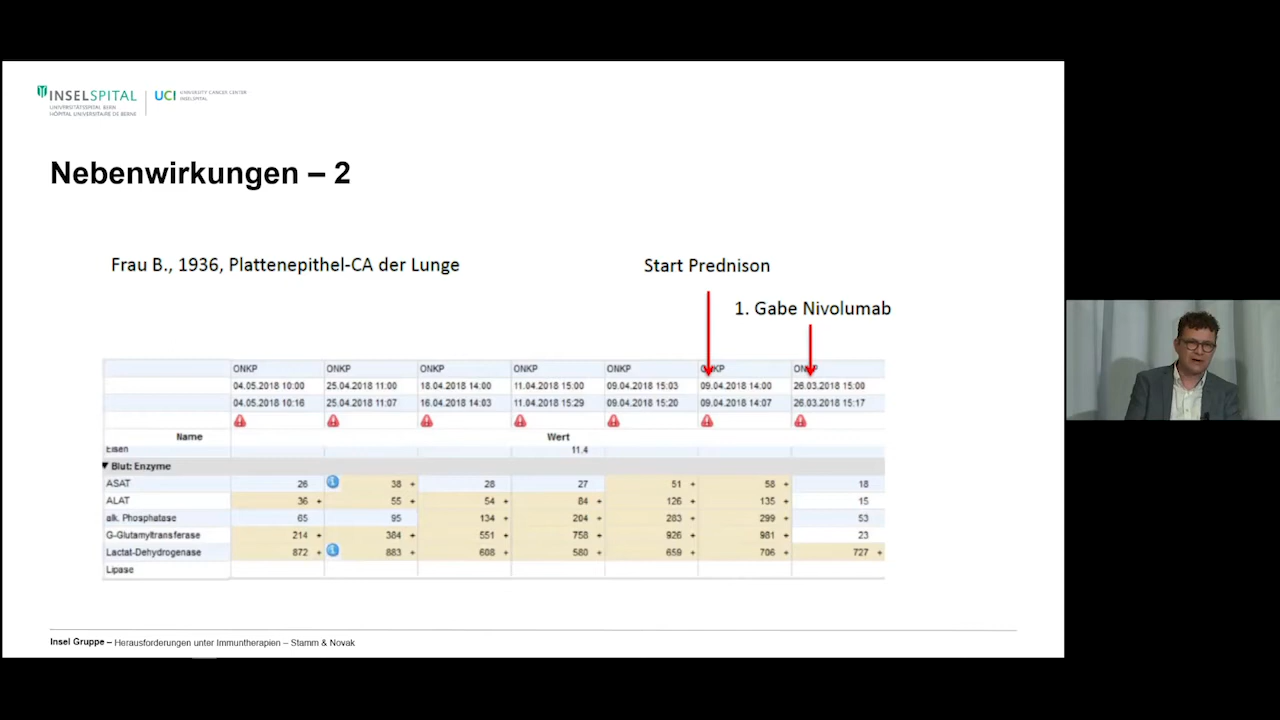 INSELSPITAL
UNIVERSITÄTSSPITAL BERN
HÔPITAL UNIVERSITAIRE DE BERNE
UCI UNIVERSITY CANCER CENTER
INSELSPITAL
Nebenwirkungen – 2
Frau B., 1936, Plattenepithel-CA der Lunge
Start Prednison
1. Gabe Nivolumab
ONKP ONKP ONKP ONKP ONKP ONKP ONKP
04.05.2018 10:00 25.04.2018 11:00 18.04.2018 14:00 11.04.2018 15:00 09.04.2018 15:03 09.04.2018 14:00 26.03.2018 15:00
04.05.2018 10:16 25.04.2018 11:07 16.04.2018 14:03 11.04.2018 15:29 09.04.2018 15:20 09.04.2018 14:07 26.03.2018 15:17
Name Wert
Eisen 11.4
Blut: Enzyme
ASAT 26 38 + 28 27 51 + 58 + 18
ALAT 36 + 55 + 54 + 84 + 126 + 135 + 15
alk. Phosphatase 65 95 134 + 204 + 283 + 299 + 53
G-Glutamyltransferase 214 + 384 + 551 + 758 + 926 + 981 + 23
Lactat-Dehydrogenase 872 + 883 + 608 + 580 + 659 + 706 + 727 +
Lipase
Insel Gruppe – Herausforderungen unter Immuntherapien – Stamm & Novak